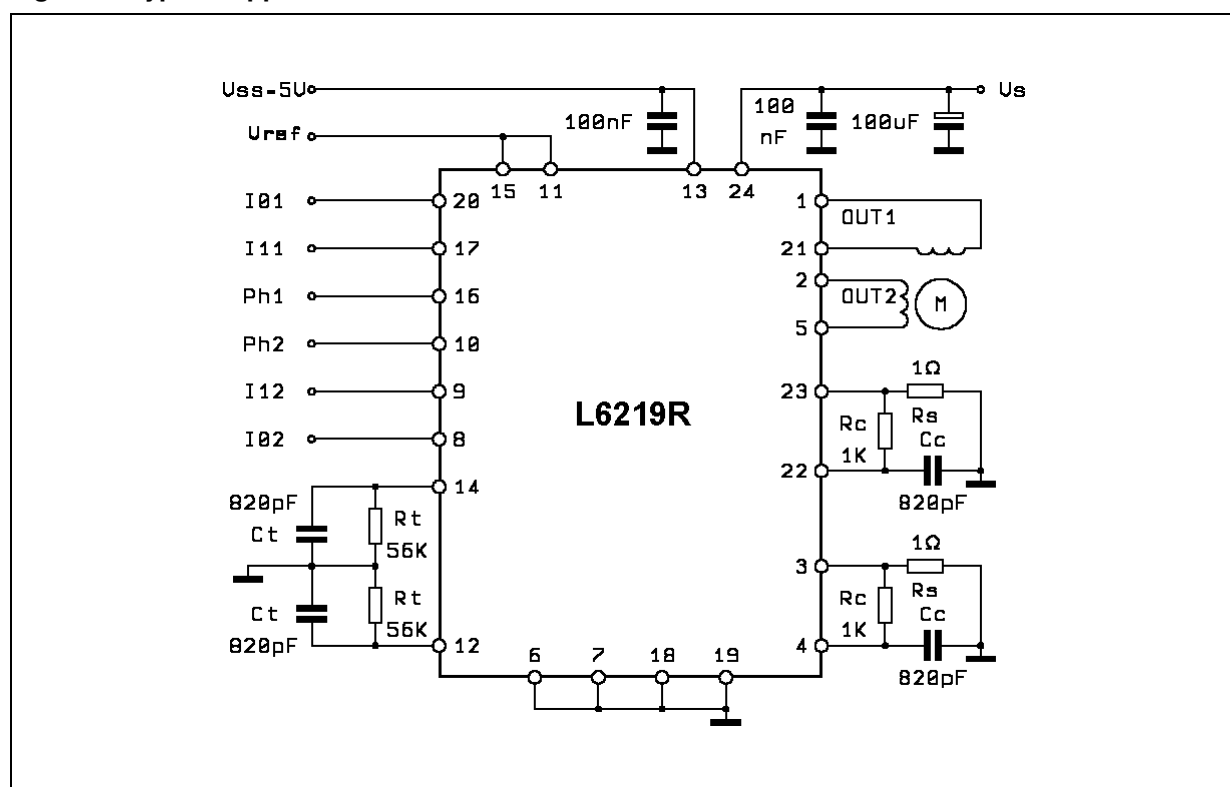 Vss-5V
Vs
100nF
100
nF
100uF
Vref
15
11
13
24
I01
20
1
OUT1
I11
17
21
2
Ph1
16
OUT2
M
5
Ph2
10
I12
9
23
1Ω
Rs
L6219R
Rc
1K
Cc
I02
8
22
820pF
14
820pF
Ct
Rt
56K
3
1Ω
Rs
Ct
Rt
56K
Rc
1K
Cc
820pF
12
4
820pF
6
7
18
19